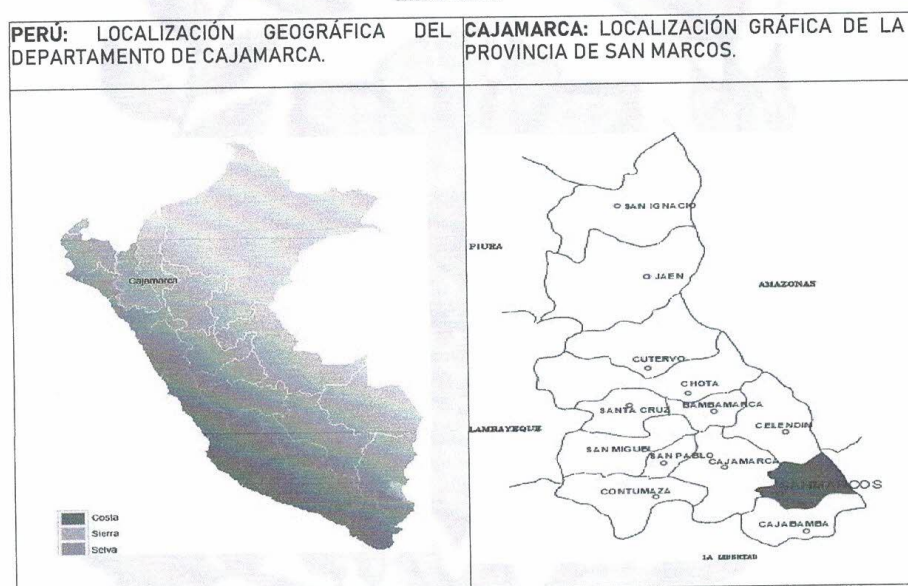 PERÚ: LOCALIZACIÓN GEOGRÁFICA DEL
DEPARTAMENTO DE CAJAMARCA.
CAJAMARCA: LOCALIZACIÓN GRÁFICA DE LA
PROVINCIA DE SAN MARCOS.
Cajamarca
Costa
Sierra
Selva
SAN IGNACIO
PIURA
JAEN
AMAZONAS
CUTERVO
CHOTA
SANTA CRUZ
BAMBAMARCA
CELENDIN
LAMBAYEQUE
SAN MIGUEL
SAN PABLO
CAJAMARCA
SANMARCOS
CONTUMAZA
CAJABAMBA
LA LIBERTAD